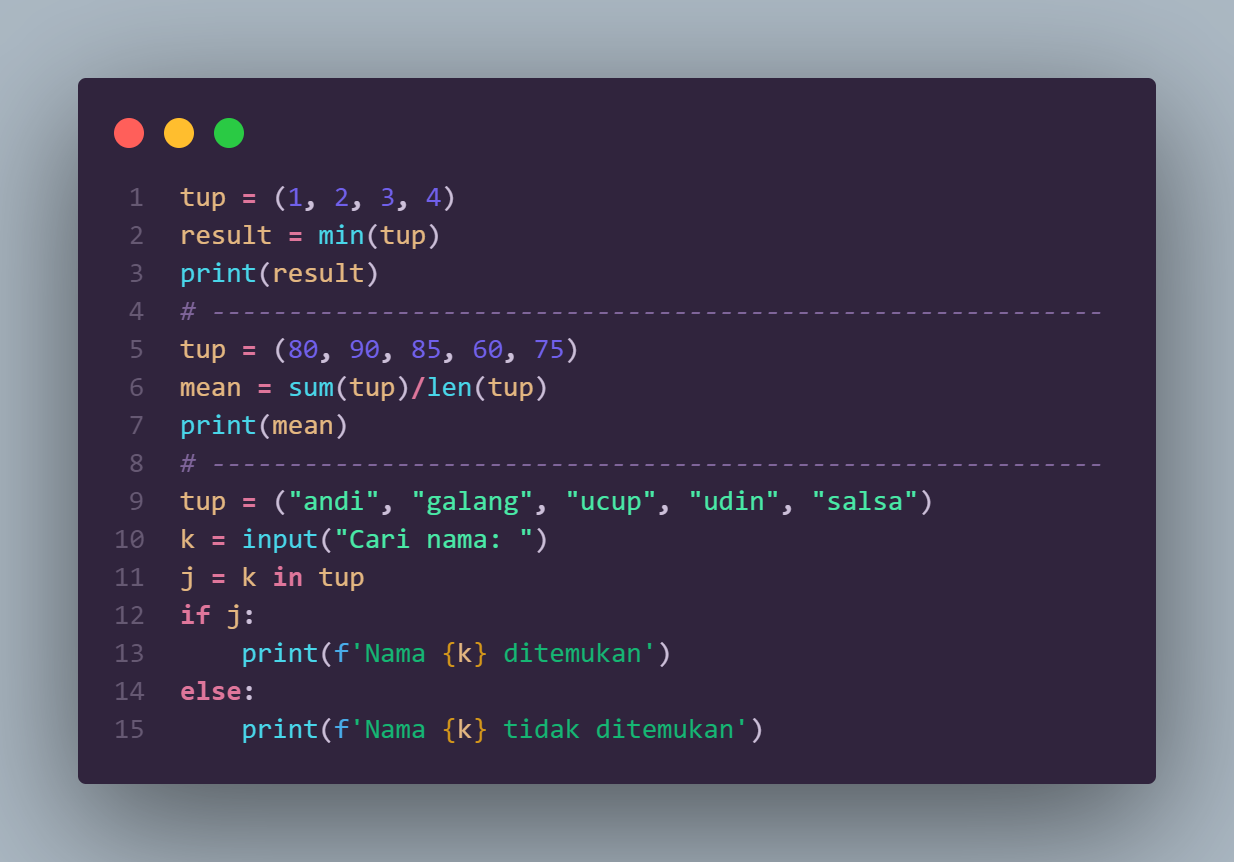 1 tup = (1, 2, 3, 4)
2 result = min(tup)
3 print(result)
4 # ----------------------------------------------------------
5 tup = (80, 90, 85, 60, 75)
6 mean = sum(tup)/len(tup)
7 print(mean)
8 # ----------------------------------------------------------
9 tup = ("andi", "galang", "ucup", "udin", "salsa")
10 k = input("Cari nama: ")
11 j = k in tup
12 if j:
13     print(f'Nama {k} ditemukan')
14 else:
15     print(f'Nama {k} tidak ditemukan')